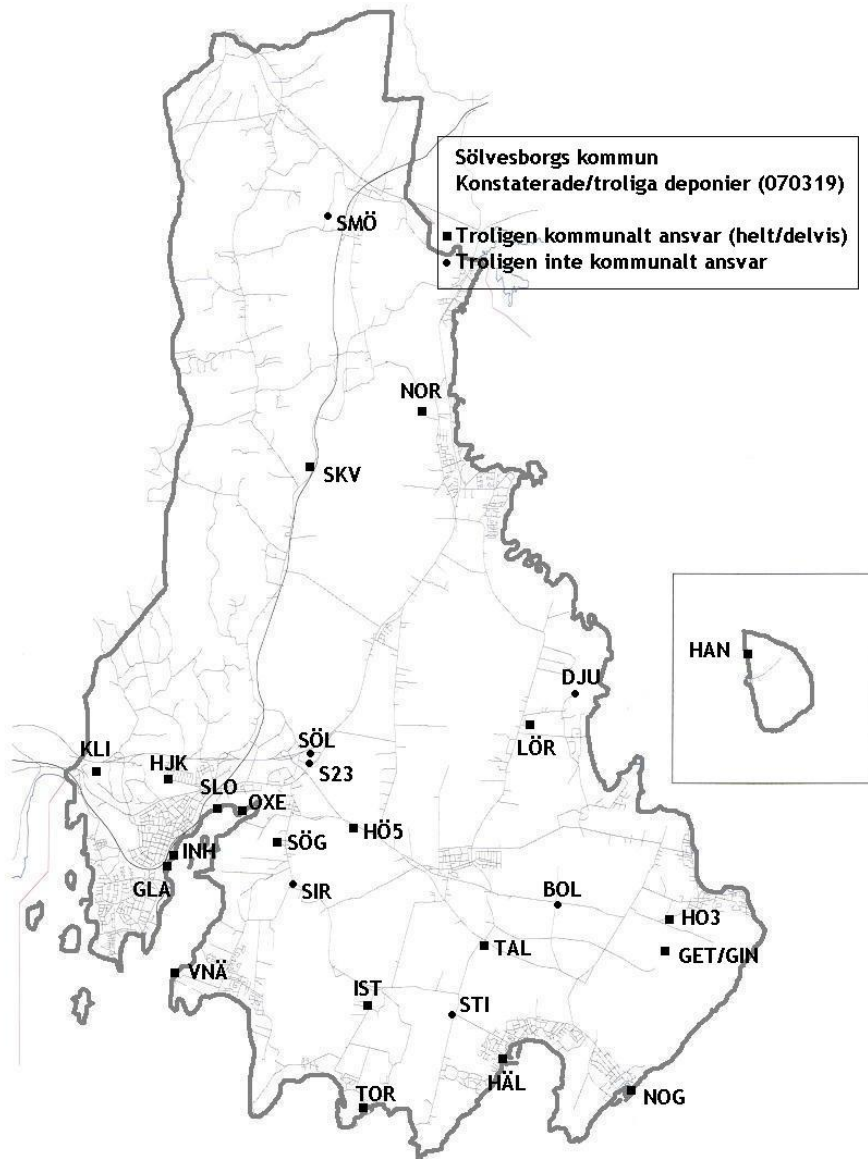 Sölvesborgs kommun
Konstaterade/troliga deponier (070319)
Troligen kommunalt ansvar (helt/delvis)
Troligen inte kommunalt ansvar
SMÖ
NOR
SKV
HAN
DJU
LÖR
SÖL
S23
KLI
HJK
SLO
OXE
HÖ5
SÖG
INH
GLA
SIR
BOL
HO3
TAL
GET/GIN
VNÄ
IST
STI
HÄL
NOG
TOR